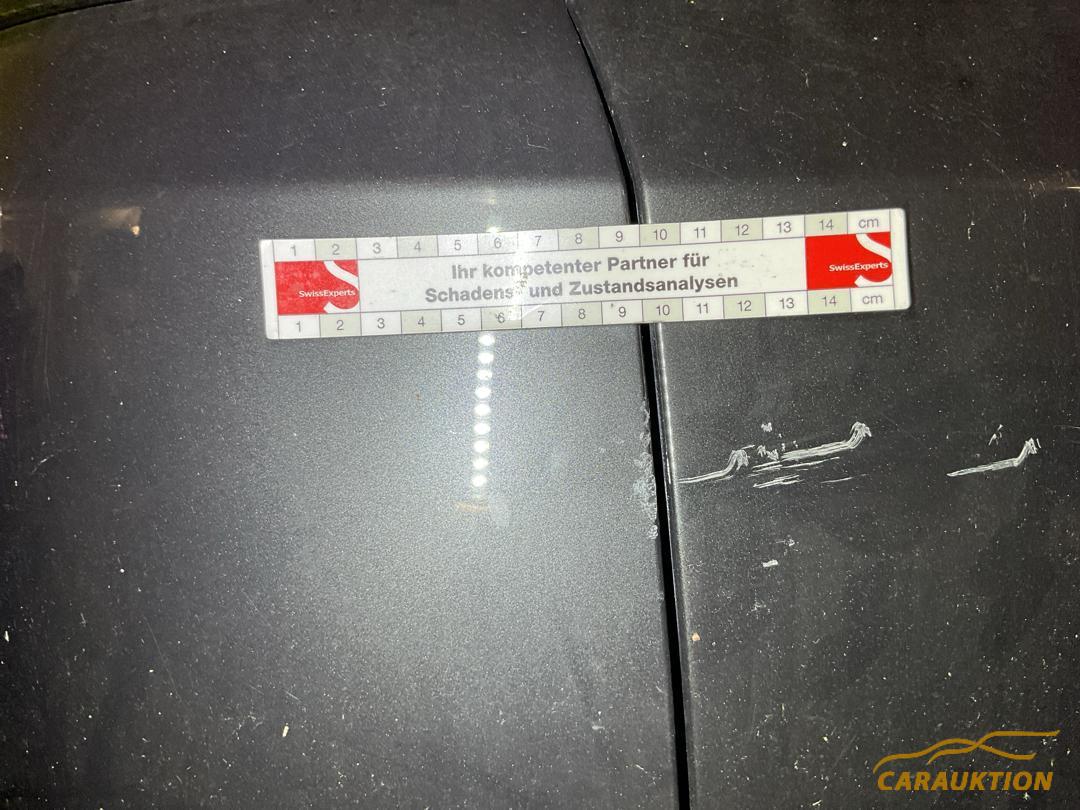 1 2 3 4 5 6 7 8 9 10 11 12 13 14 cm
SwissExperts
Ihr kompetenter Partner für
Schadens- und Zustandsanalysen
SwissExperts
1 2 3 4 5 6 7 8 9 10 11 12 13 14 cm
CARAUKTION